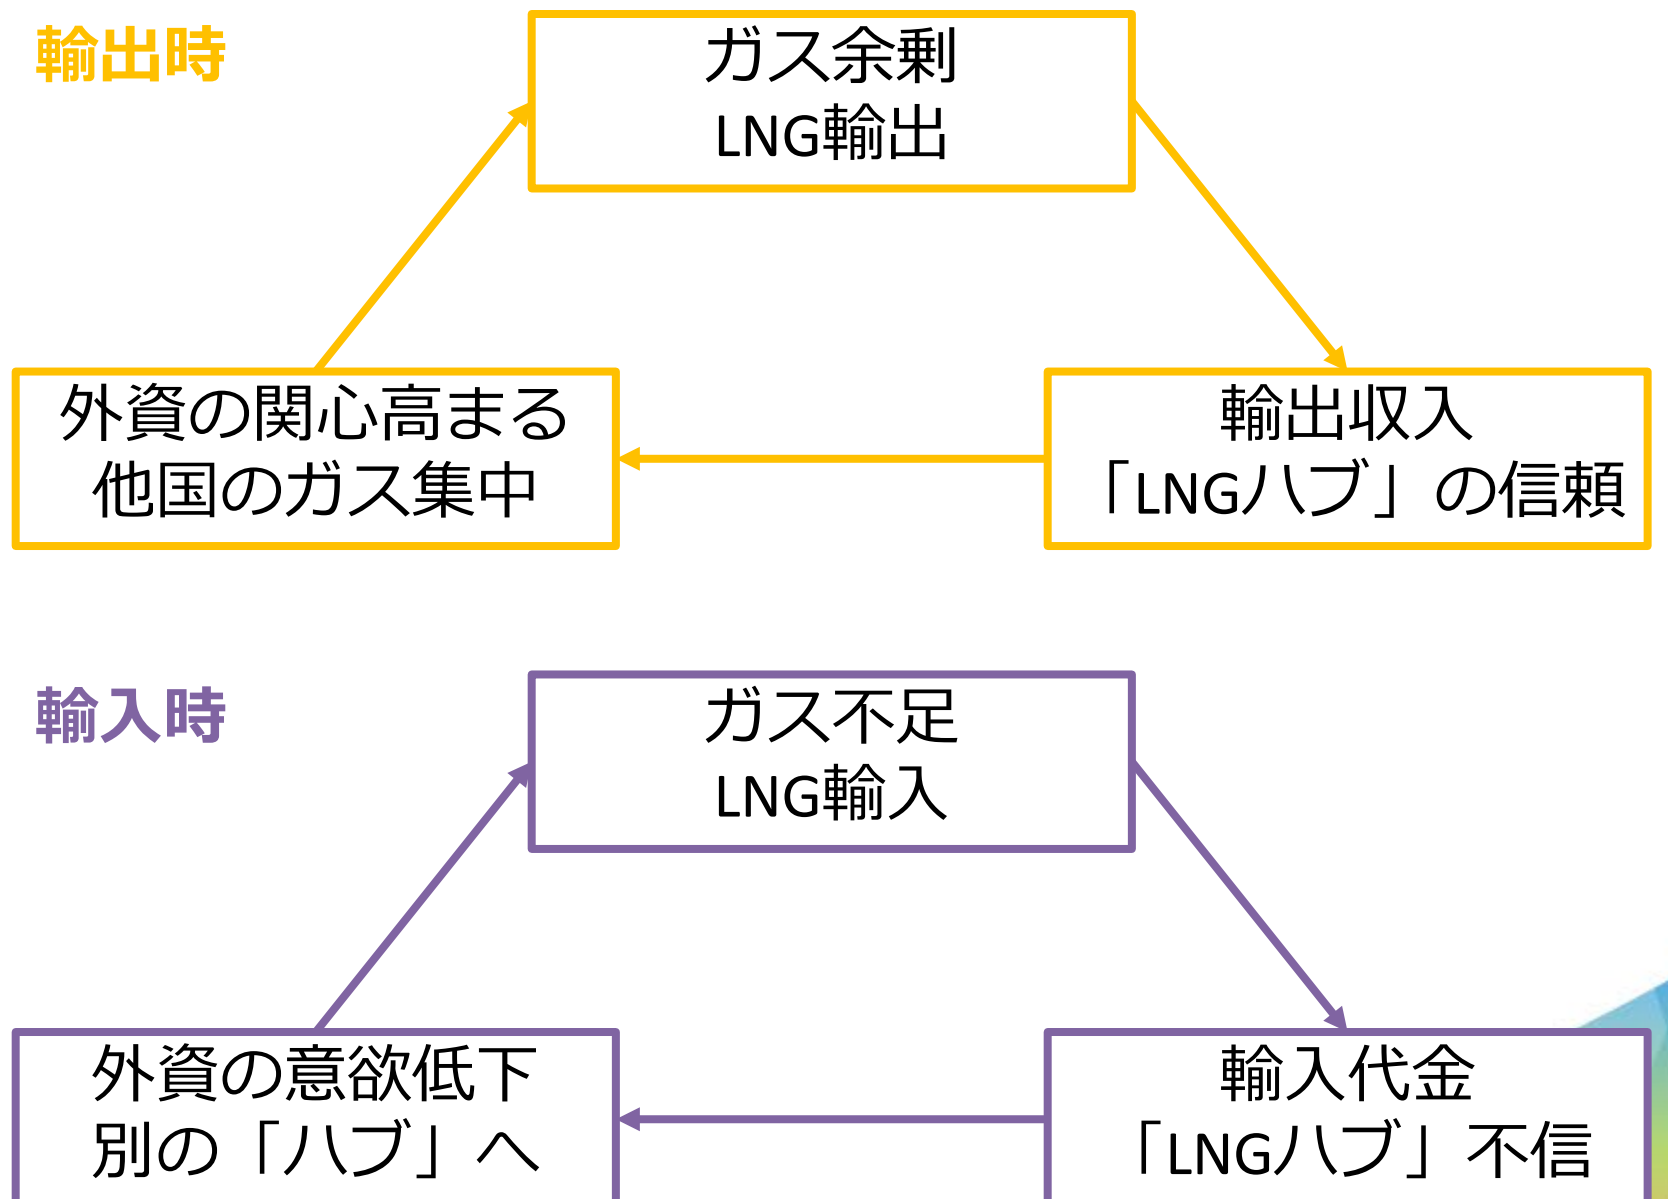 輸出時
ガス余剰
LNG輸出
外資の関心高まる
他国のガス集中
輸出収入
「LNGハブ」の信頼
輸入時
ガス不足
LNG輸入
外資の意欲低下
別の「ハブ」へ
輸入代金
「LNGハブ」不信